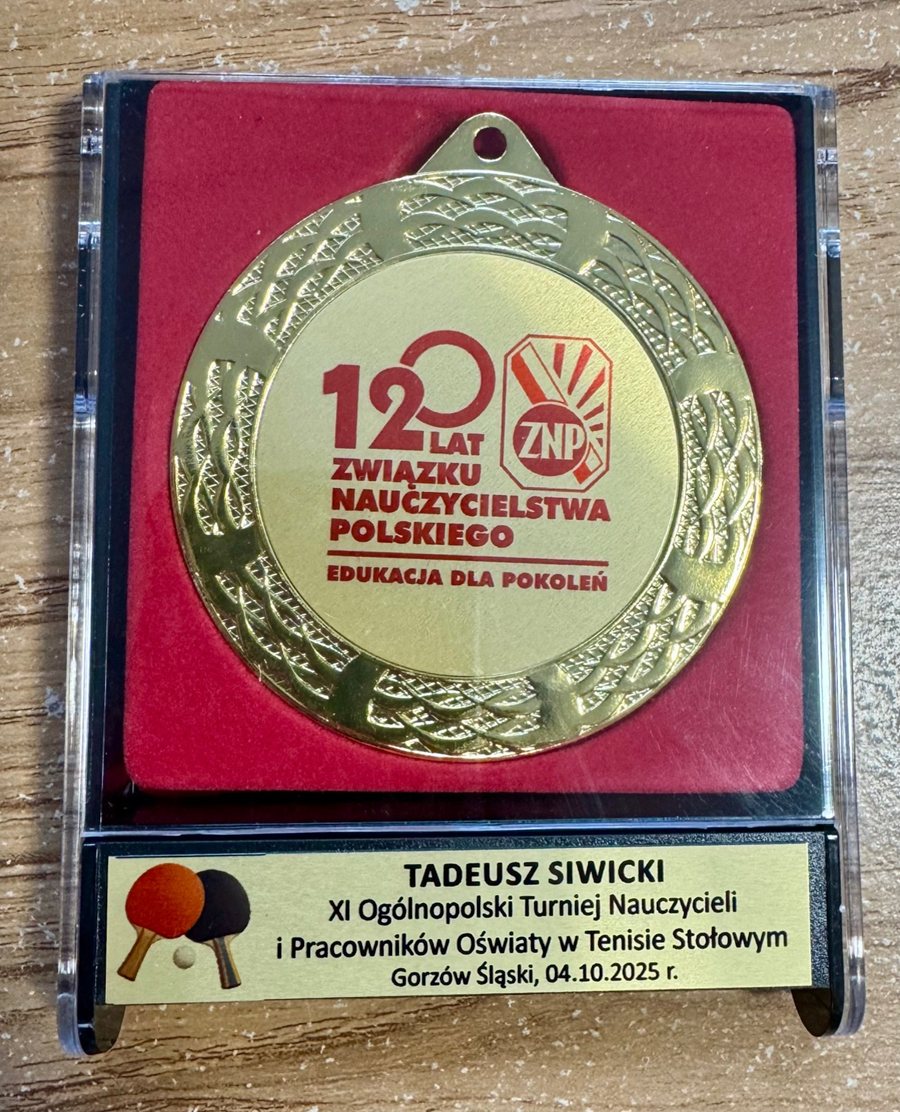 120 LAT
ZWIĄZKU
NAUCZYCIELSTWA
POLSKIEGO
EDUKACJA DLA POKOLEŃ
ZNP
TADEUSZ SIWICKI
XI Ogólnopolski Turniej Nauczycieli
i Pracowników Oświaty w Tenisie Stołowym
Gorzów Śląski, 04.10.2025 r.